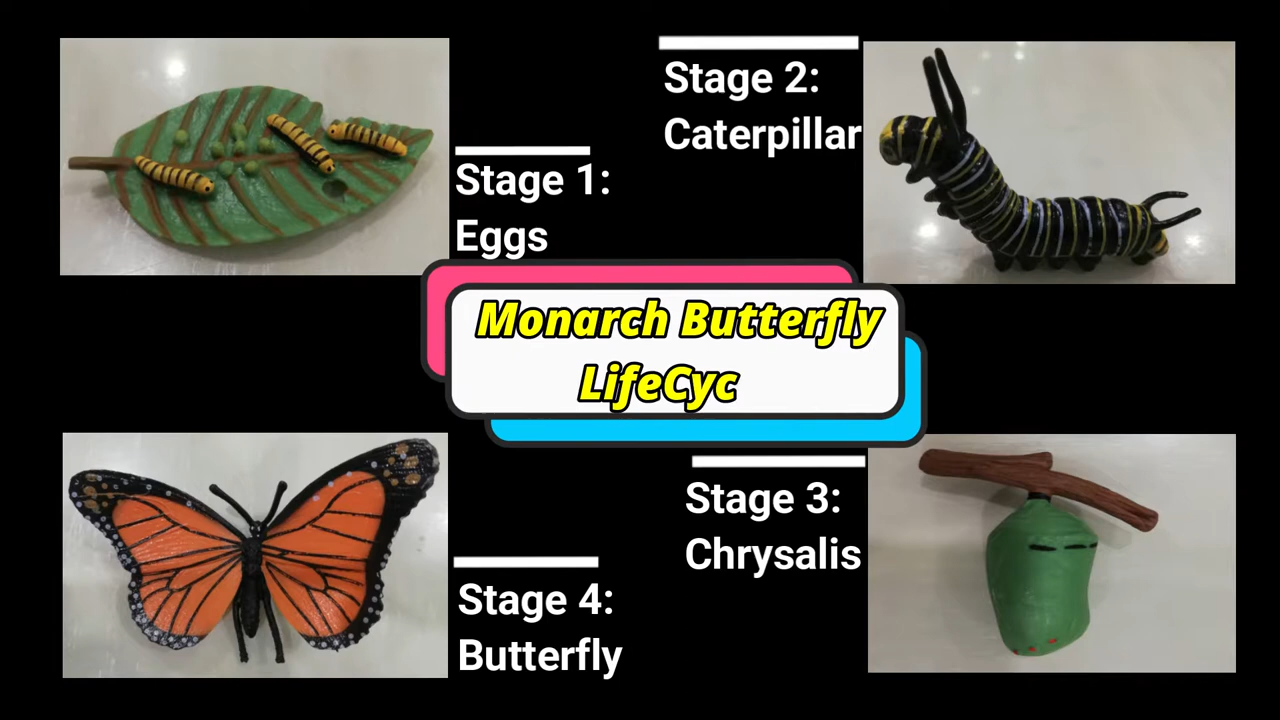 Stage 1:
Eggs
Stage 2:
Caterpillar
Monarch Butterfly
LifeCyc
Stage 3:
Chrysalis
Stage 4:
Butterfly